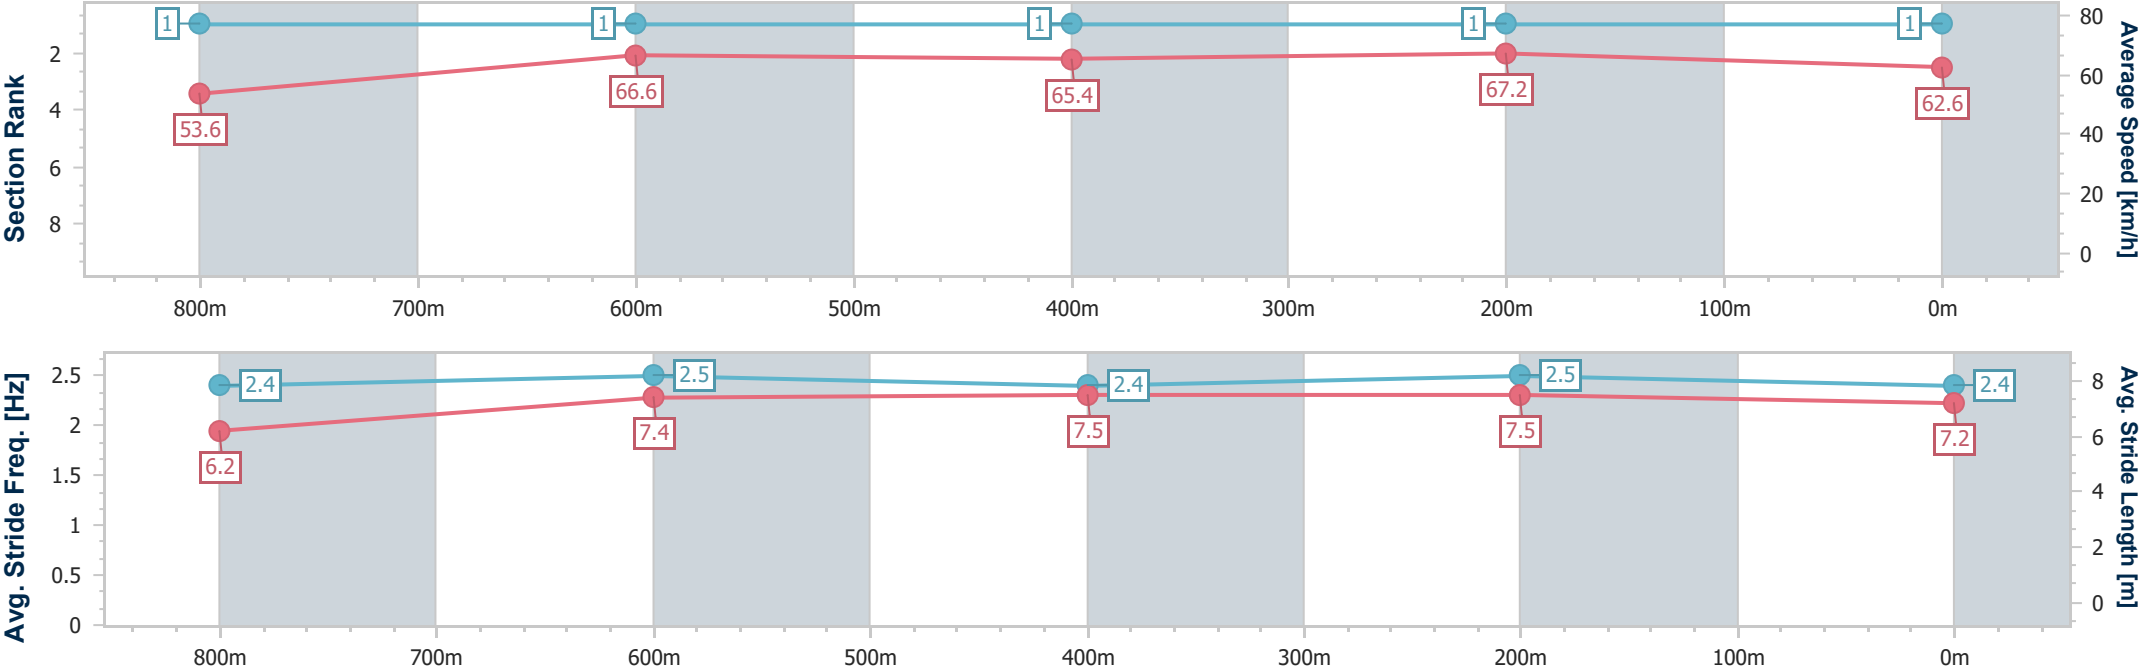 Section Rank
2
4
6
8
1
1
1
1
1
53.6
66.6
65.4
67.2
62.6
80
60
40
20
0
Average Speed [km/h]
800m
700m
600m
500m
400m
300m
200m
100m
0m
Avg. Stride Freq. [Hz]
2.5
2
1.5
1
0.5
0
2.4
2.5
2.4
2.5
2.4
6.2
7.4
7.5
7.5
7.2
8
6
4
2
0
Avg. Stride Length [m]
800m
700m
600m
500m
400m
300m
200m
100m
0m